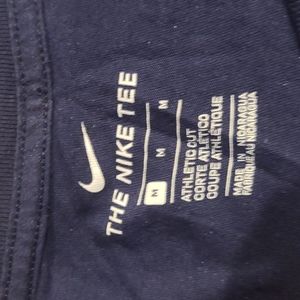 THE NIKE TEE
M M M
ATHLETIC CUT
CORTE ATLÉTICO
COUPE ATHLÉTIQUE
MADE IN NICARAGUA
FABRIQUÉ AU NICARAGUA